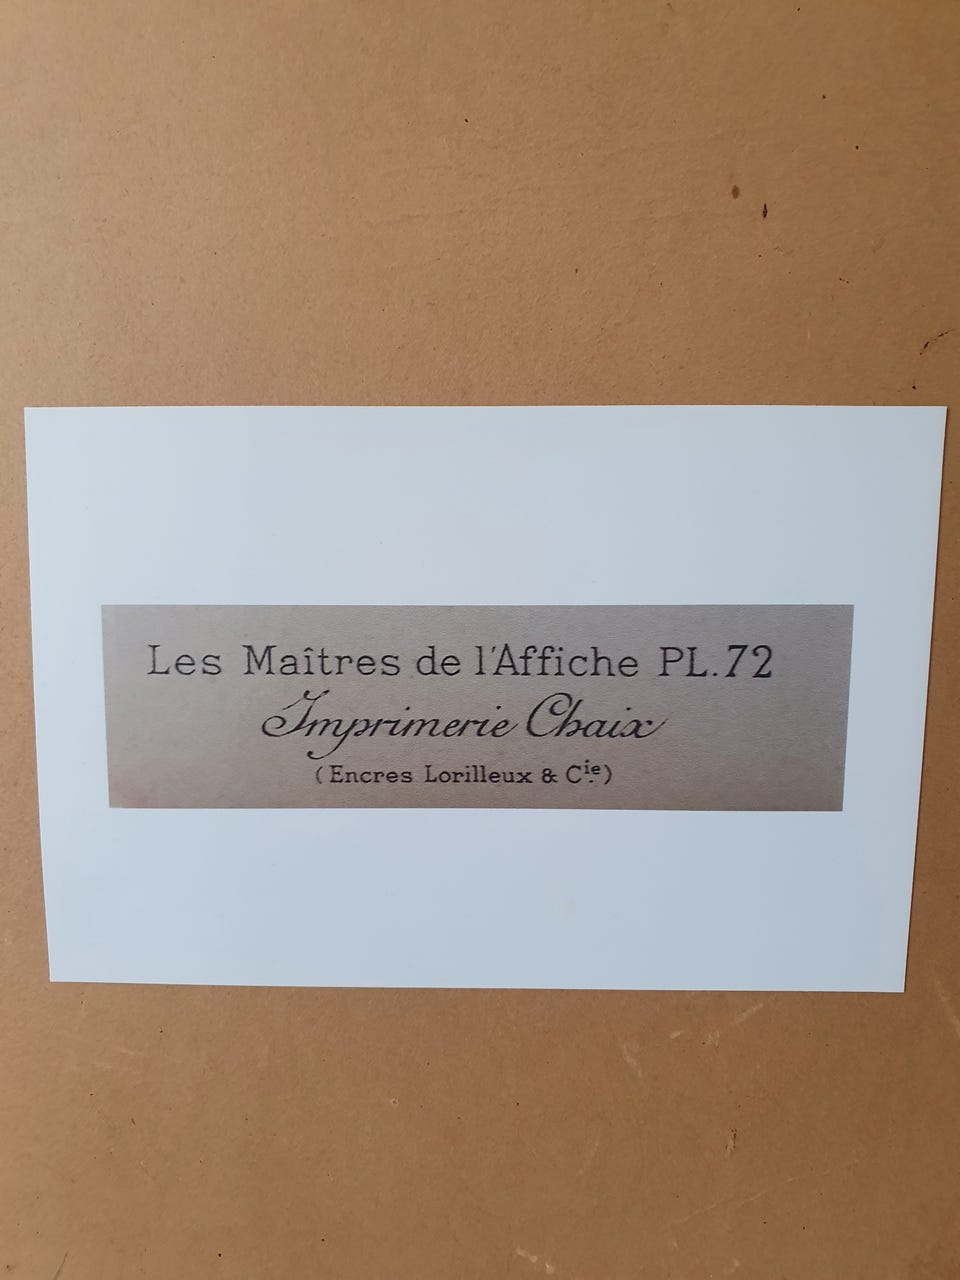 Les Maîtres de l'Affiche PL.72
Imprimerie Chaix
(Encres Lorilleux & Cie.)